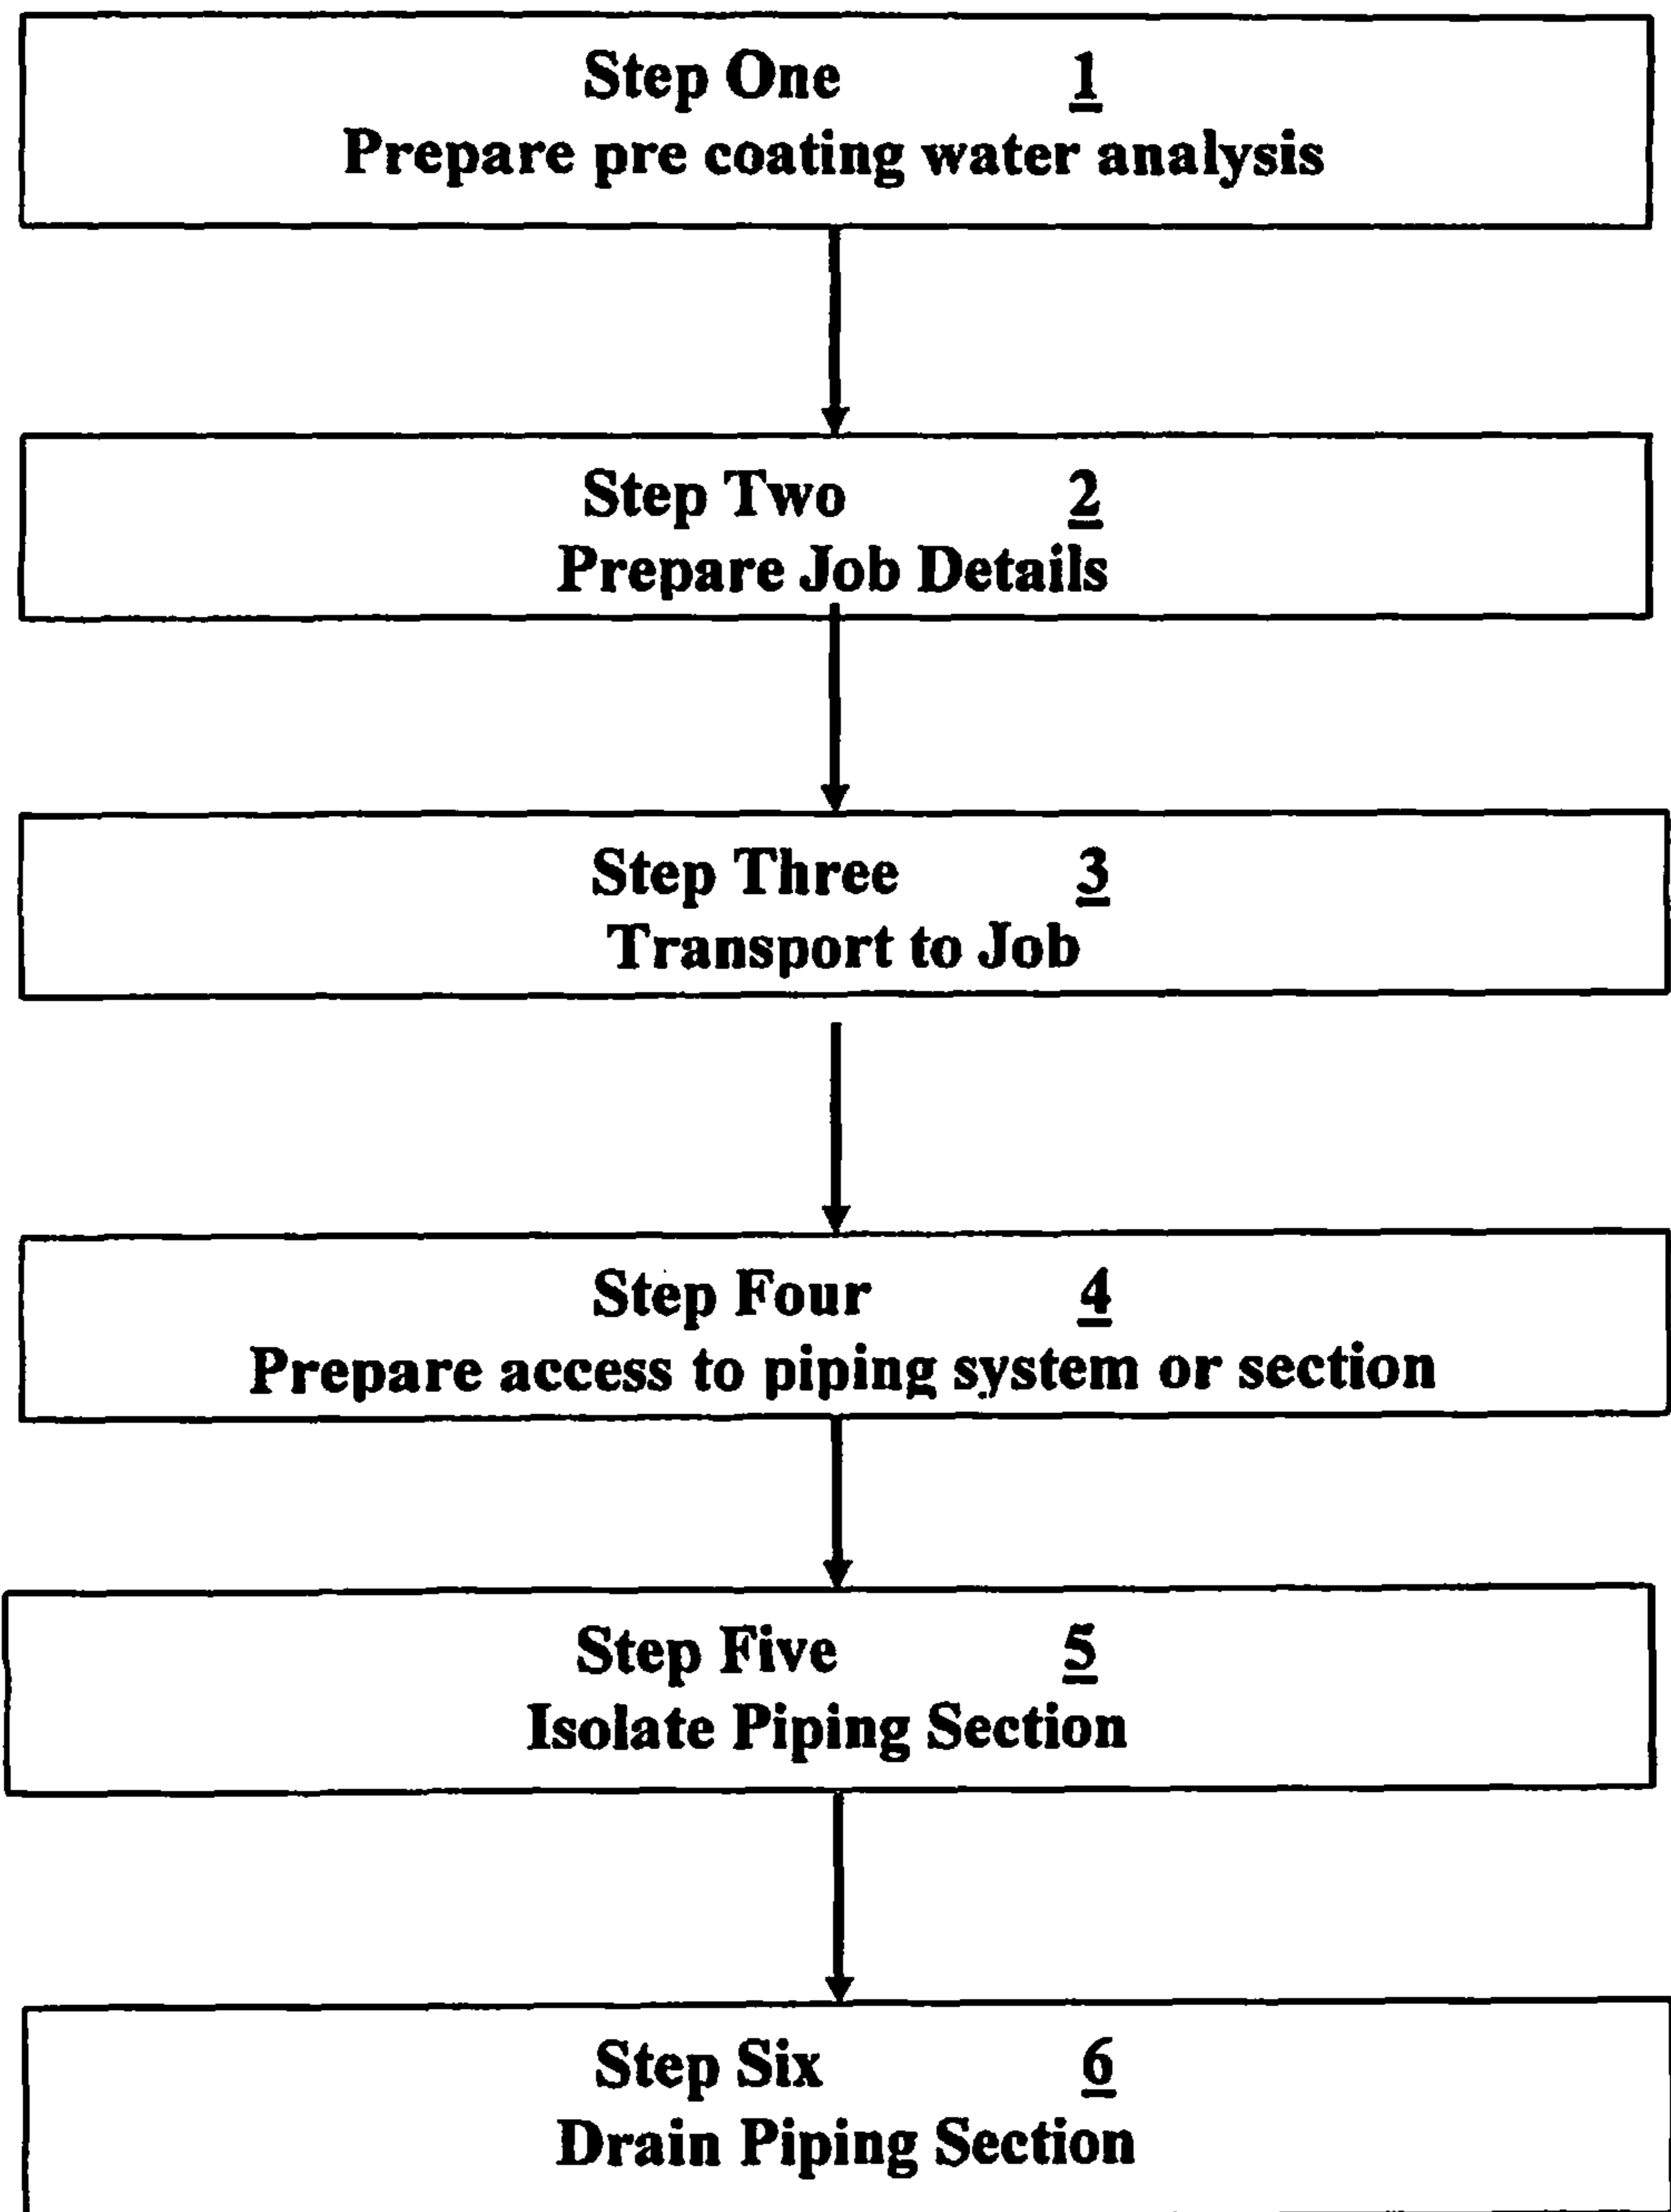 Step One 1
Prepare pre coating water analysis
Step Two 2
Prepare Job Details
Step Three 3
Transport to Job
Step Four 4
Prepare access to piping system or section
Step Five 5
Isolate Piping Section
Step Six 6
Drain Piping Section